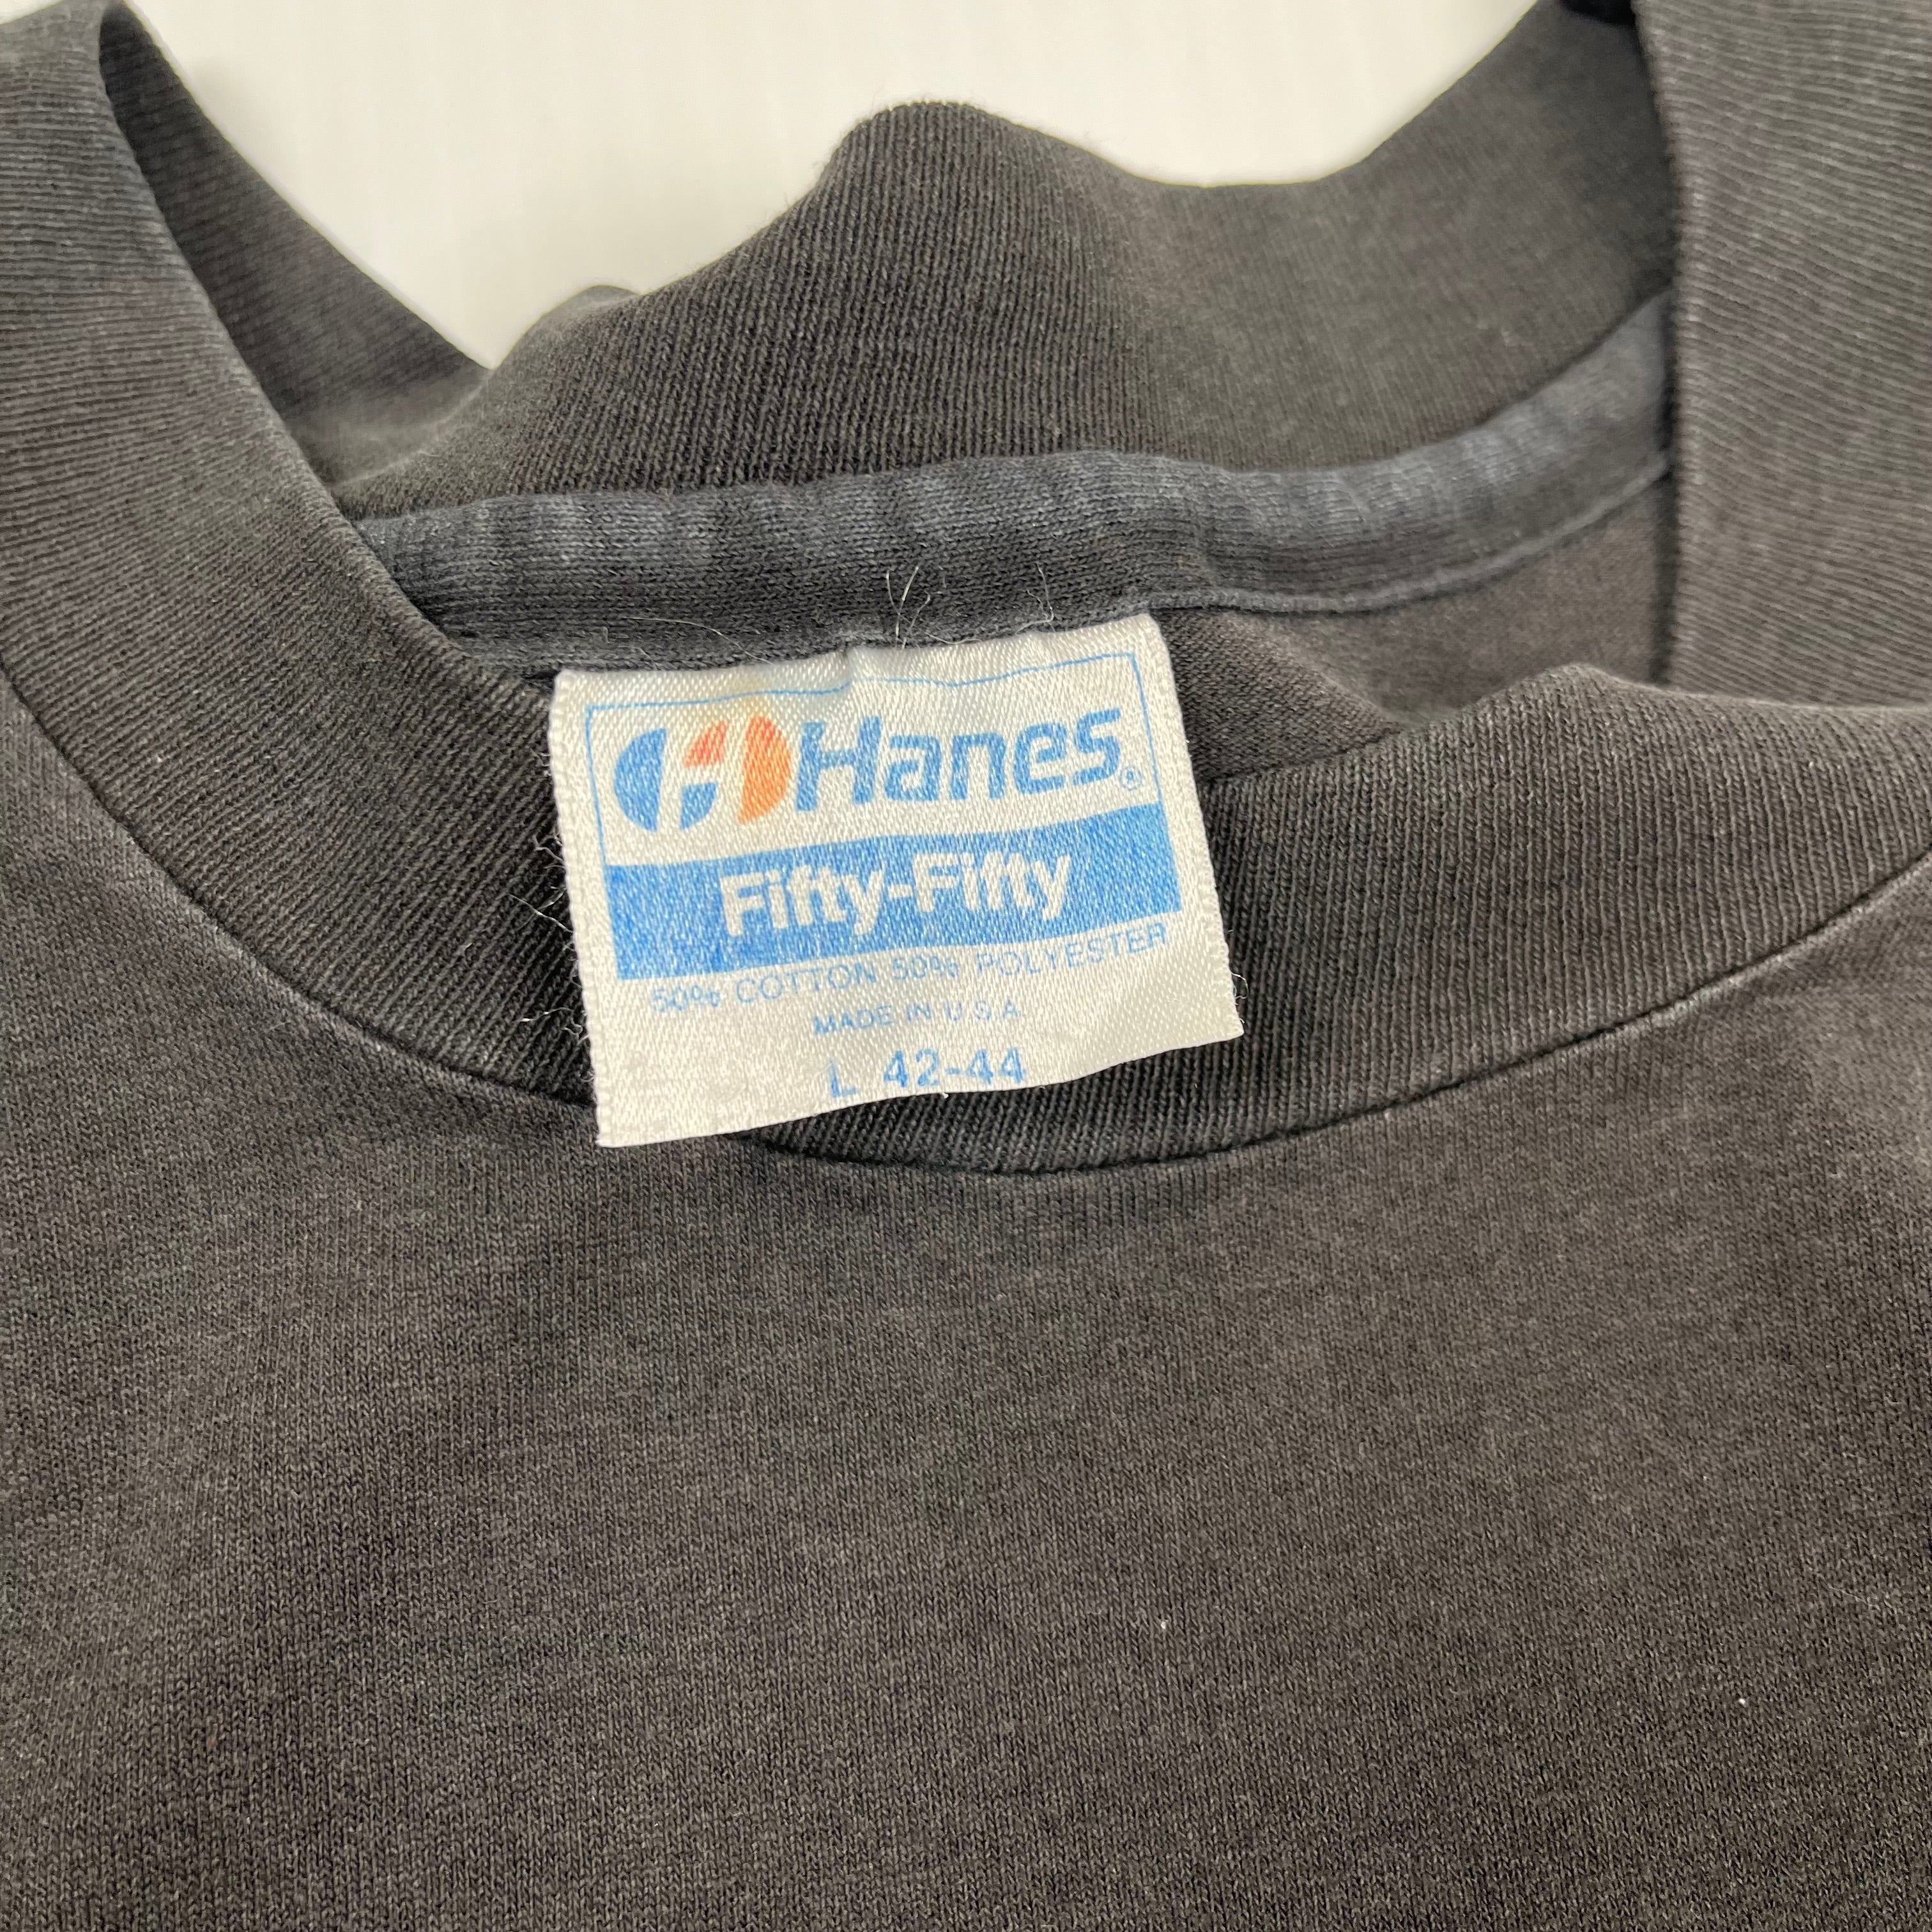 H Hanes®
Fifty-Fifty
50% COTTON 50% POLYESTER
MADE IN U.S.A.
L 42-44